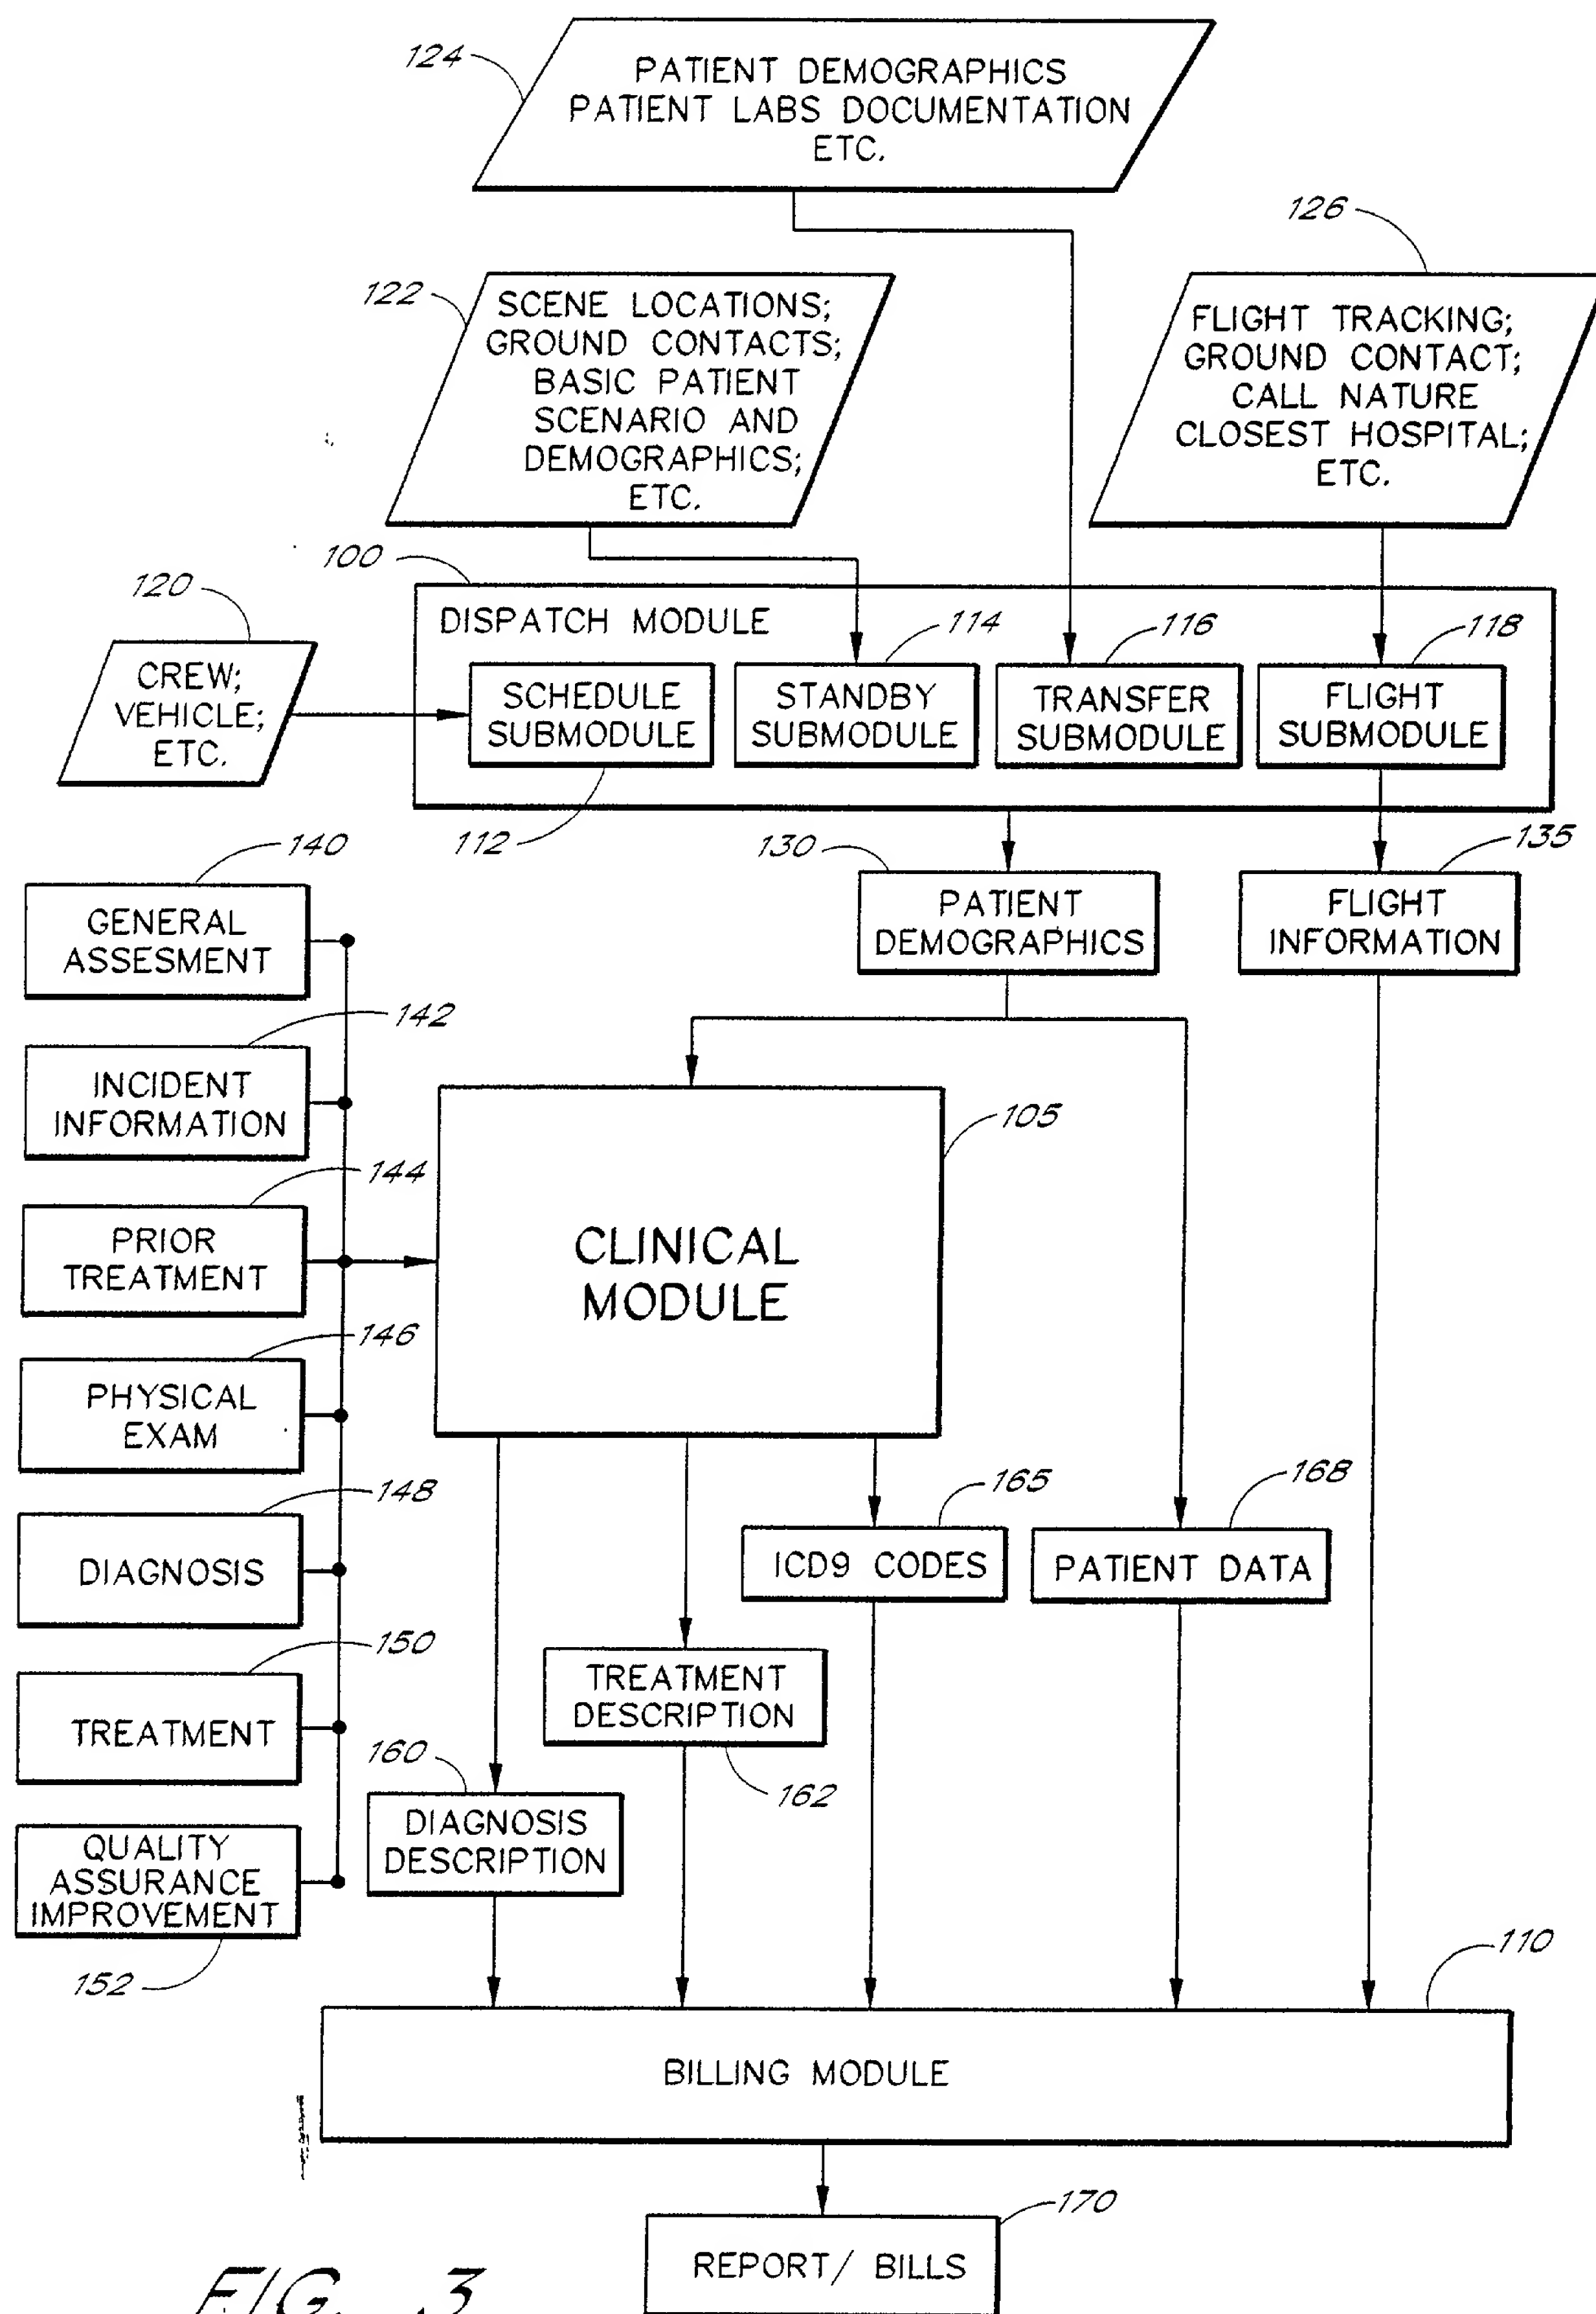 124
PATIENT DEMOGRAPHICS
PATIENT LABS DOCUMENTATION
ETC.
126
122
SCENE LOCATIONS;
GROUND CONTACTS;
BASIC PATIENT
SCENARIO AND
DEMOGRAPHICS;
ETC.
FLIGHT TRACKING;
GROUND CONTACT;
CALL NATURE
CLOSEST HOSPITAL;
ETC.
100
120
CREW;
VEHICLE;
ETC.
DISPATCH MODULE
114
116
118
SCHEDULE
SUBMODULE
STANDBY
SUBMODULE
TRANSFER
SUBMODULE
FLIGHT
SUBMODULE
112
130
135
PATIENT
DEMOGRAPHICS
FLIGHT
INFORMATION
140
GENERAL
ASSESMENT
142
INCIDENT
INFORMATION
144
PRIOR
TREATMENT
146
PHYSICAL
EXAM
148
DIAGNOSIS
150
TREATMENT
QUALITY
ASSURANCE
IMPROVEMENT
152
105
CLINICAL
MODULE
165
ICD9 CODES
168
PATIENT DATA
TREATMENT
DESCRIPTION
162
160
DIAGNOSIS
DESCRIPTION
110
BILLING MODULE
170
REPORT/ BILLS
FIG. 3